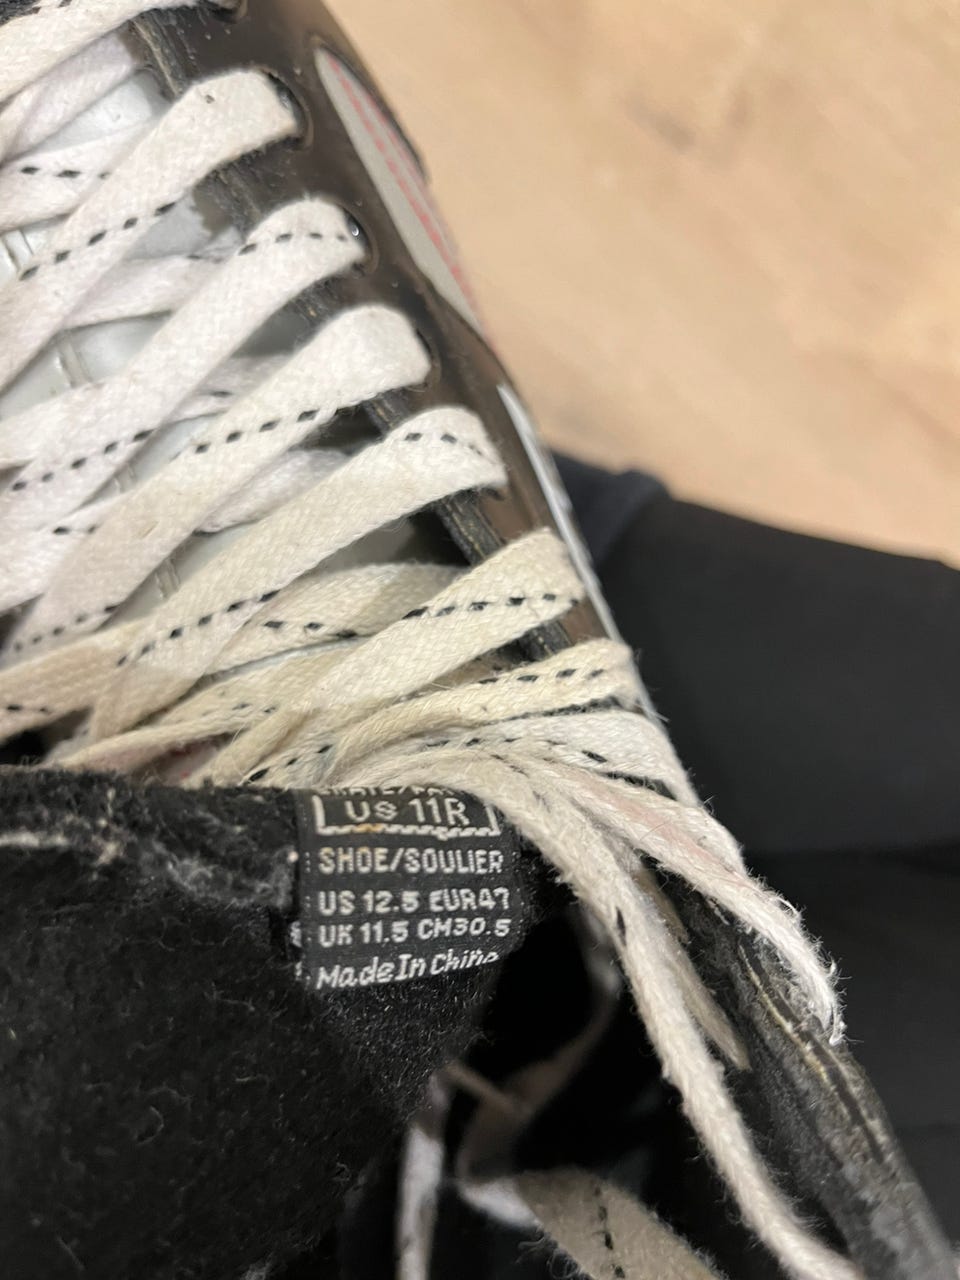 US 11R
SHOE/SOULIER
US 12.5 EUR47
UK 11.5 CM30.5
Made In China